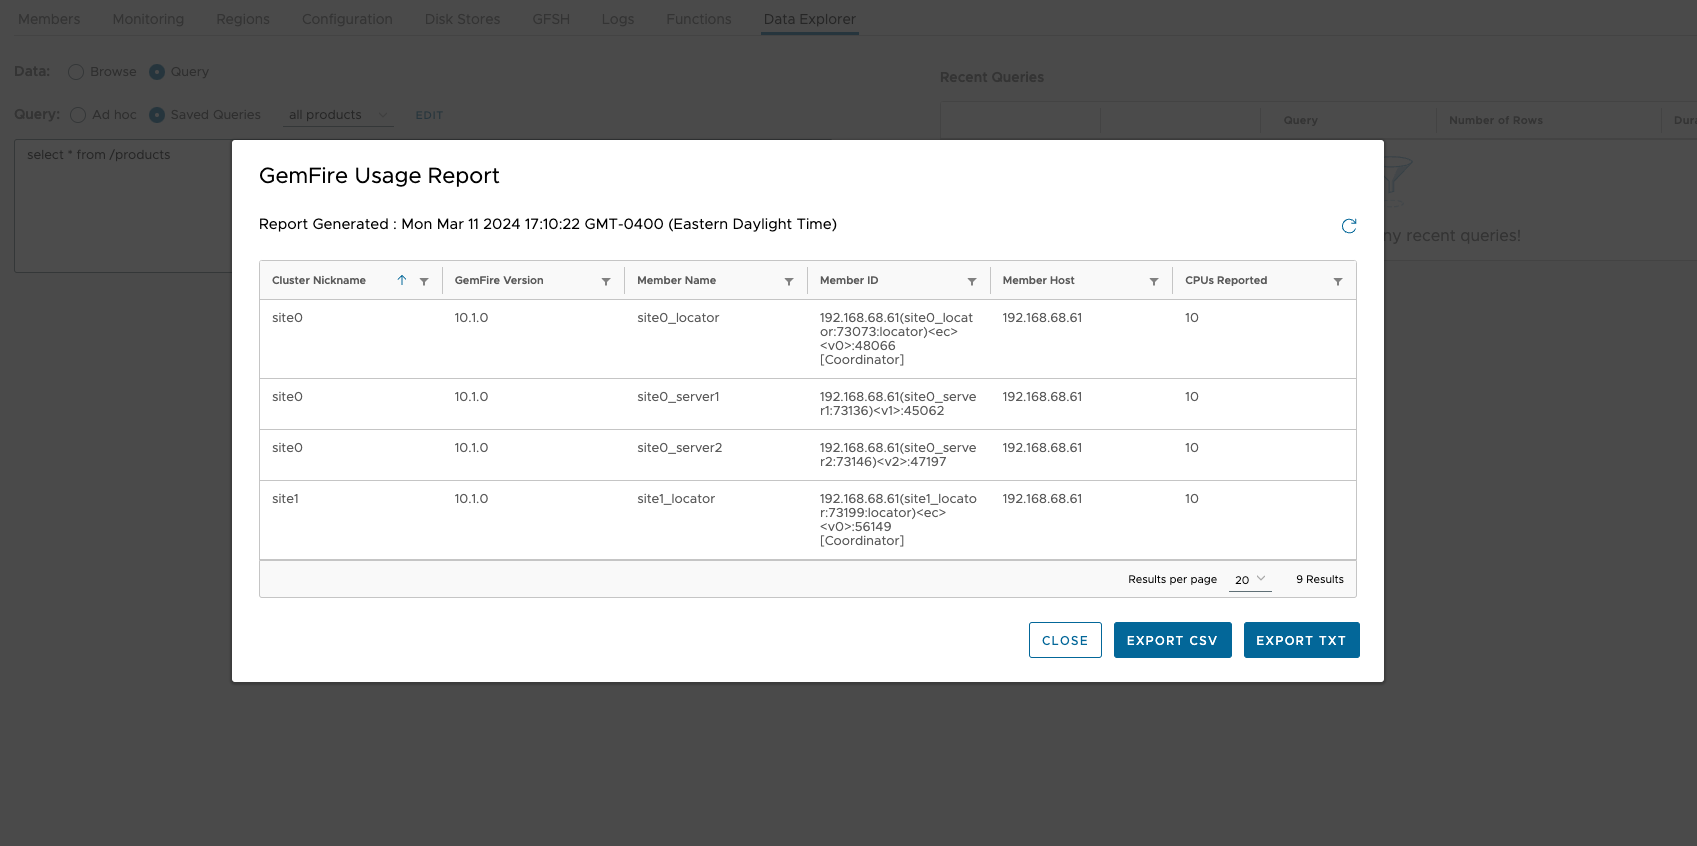 Members Monitoring Regions Configuration Disk Stores GFSH Logs Functions Data Explorer
Data: Browse Query
Recent Queries
Query: Ad hoc Saved Queries all products EDIT
Query Number of Rows
select * from /products
ny recent queries!
GemFire Usage Report
Report Generated : Mon Mar 11 2024 17:10:22 GMT-0400 (Eastern Daylight Time)
Cluster Nickname GemFire Version Member Name Member ID Member Host CPUs Reported
site0 10.1.0 site0_locator 192.168.68.61(site0_locat 192.168.68.61 10
or:73073:locator)<ec>
<v0>:48066
[Coordinator]
site0 10.1.0 site0_server1 192.168.68.61(site0_serve 192.168.68.61 10
r1:73136)<v1>:45062
site0 10.1.0 site0_server2 192.168.68.61(site0_serve 192.168.68.61 10
r2:73146)<v2>:47197
site1 10.1.0 site1_locator 192.168.68.61(site1_locato 192.168.68.61 10
r:73199:locator)<ec>
<v0>:56149
[Coordinator]
Results per page 20 9 Results
CLOSE EXPORT CSV EXPORT TXT